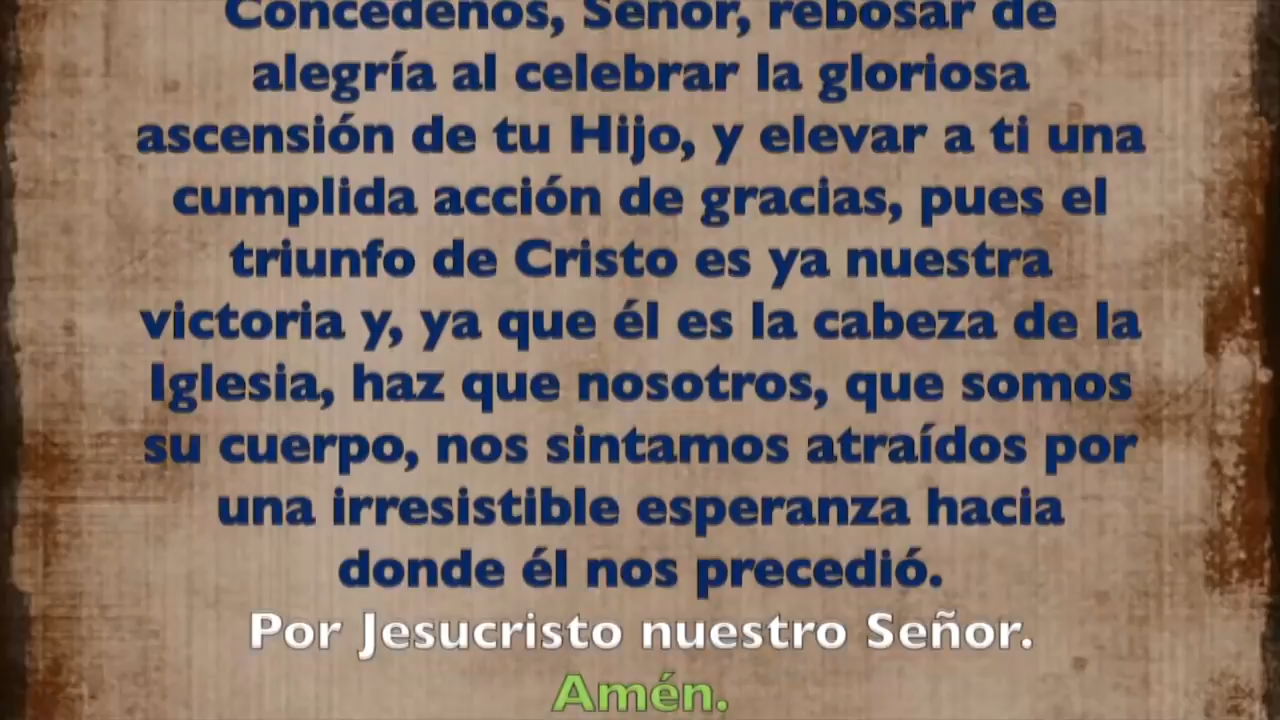 Concédenos, Señor, rebosar de
alegría al celebrar la gloriosa
ascensión de tu Hijo, y elevar a ti una
cumplida acción de gracias, pues el
triunfo de Cristo es ya nuestra
victoria y, ya que él es la cabeza de la
Iglesia, haz que nosotros, que somos
su cuerpo, nos sintamos atraídos por
una irresistible esperanza hacia
donde él nos precedió.
Por Jesucristo nuestro Señor.
Amén.